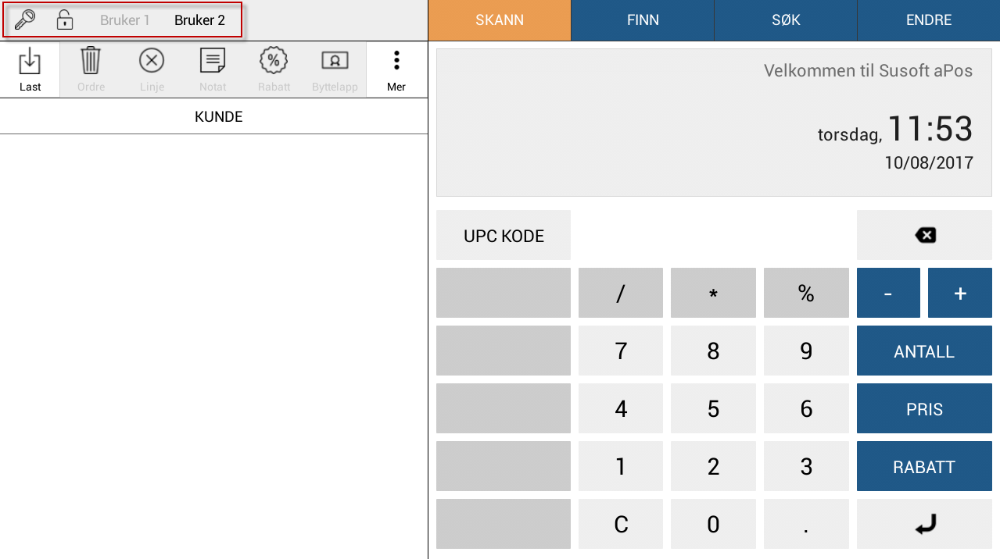 Bruker 1 Bruker 2
SKANN FINN SØK ENDRE
Last Ordre Linje Notat Rabatt Byttelapp Mer
KUNDE
Velkommen til Susoft aPos
torsdag, 11:53
10/08/2017
UPC KODE
/ * % - +
7 8 9 ANTALL
4 5 6 PRIS
1 2 3 RABATT
C 0 .